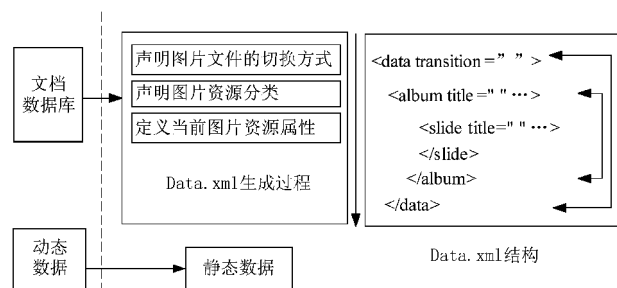 文档
数据库
声明图片文件的切换方式
声明图片资源分类
定义当前图片资源属性
Data.xml生成过程
<data transition =” ” >
<album title =" " ⋯>
<slide title=" " ⋯>
</slide>
</album>
</data>
Data.xml结构
动态
数据
静态数据